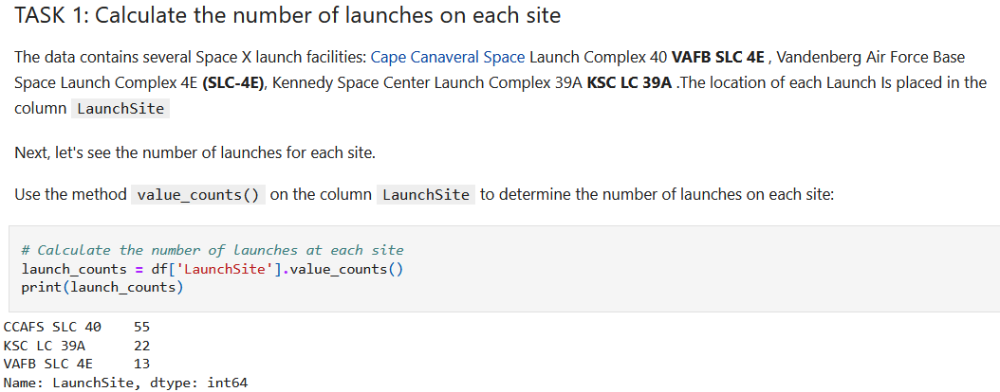 TASK 1: Calculate the number of launches on each site
The data contains several Space X launch facilities: Cape Canaveral Space Launch Complex 40 VAFB SLC 4E , Vandenberg Air Force Base
Space Launch Complex 4E (SLC-4E), Kennedy Space Center Launch Complex 39A KSC LC 39A .The location of each Launch Is placed in the
column LaunchSite
Next, let's see the number of launches for each site.
Use the method value_counts() on the column LaunchSite to determine the number of launches on each site:
# Calculate the number of launches at each site
launch_counts = df['LaunchSite'].value_counts()
print(launch_counts)
CCAFS SLC 40    55
KSC LC 39A      22
VAFB SLC 4E     13
Name: LaunchSite, dtype: int64